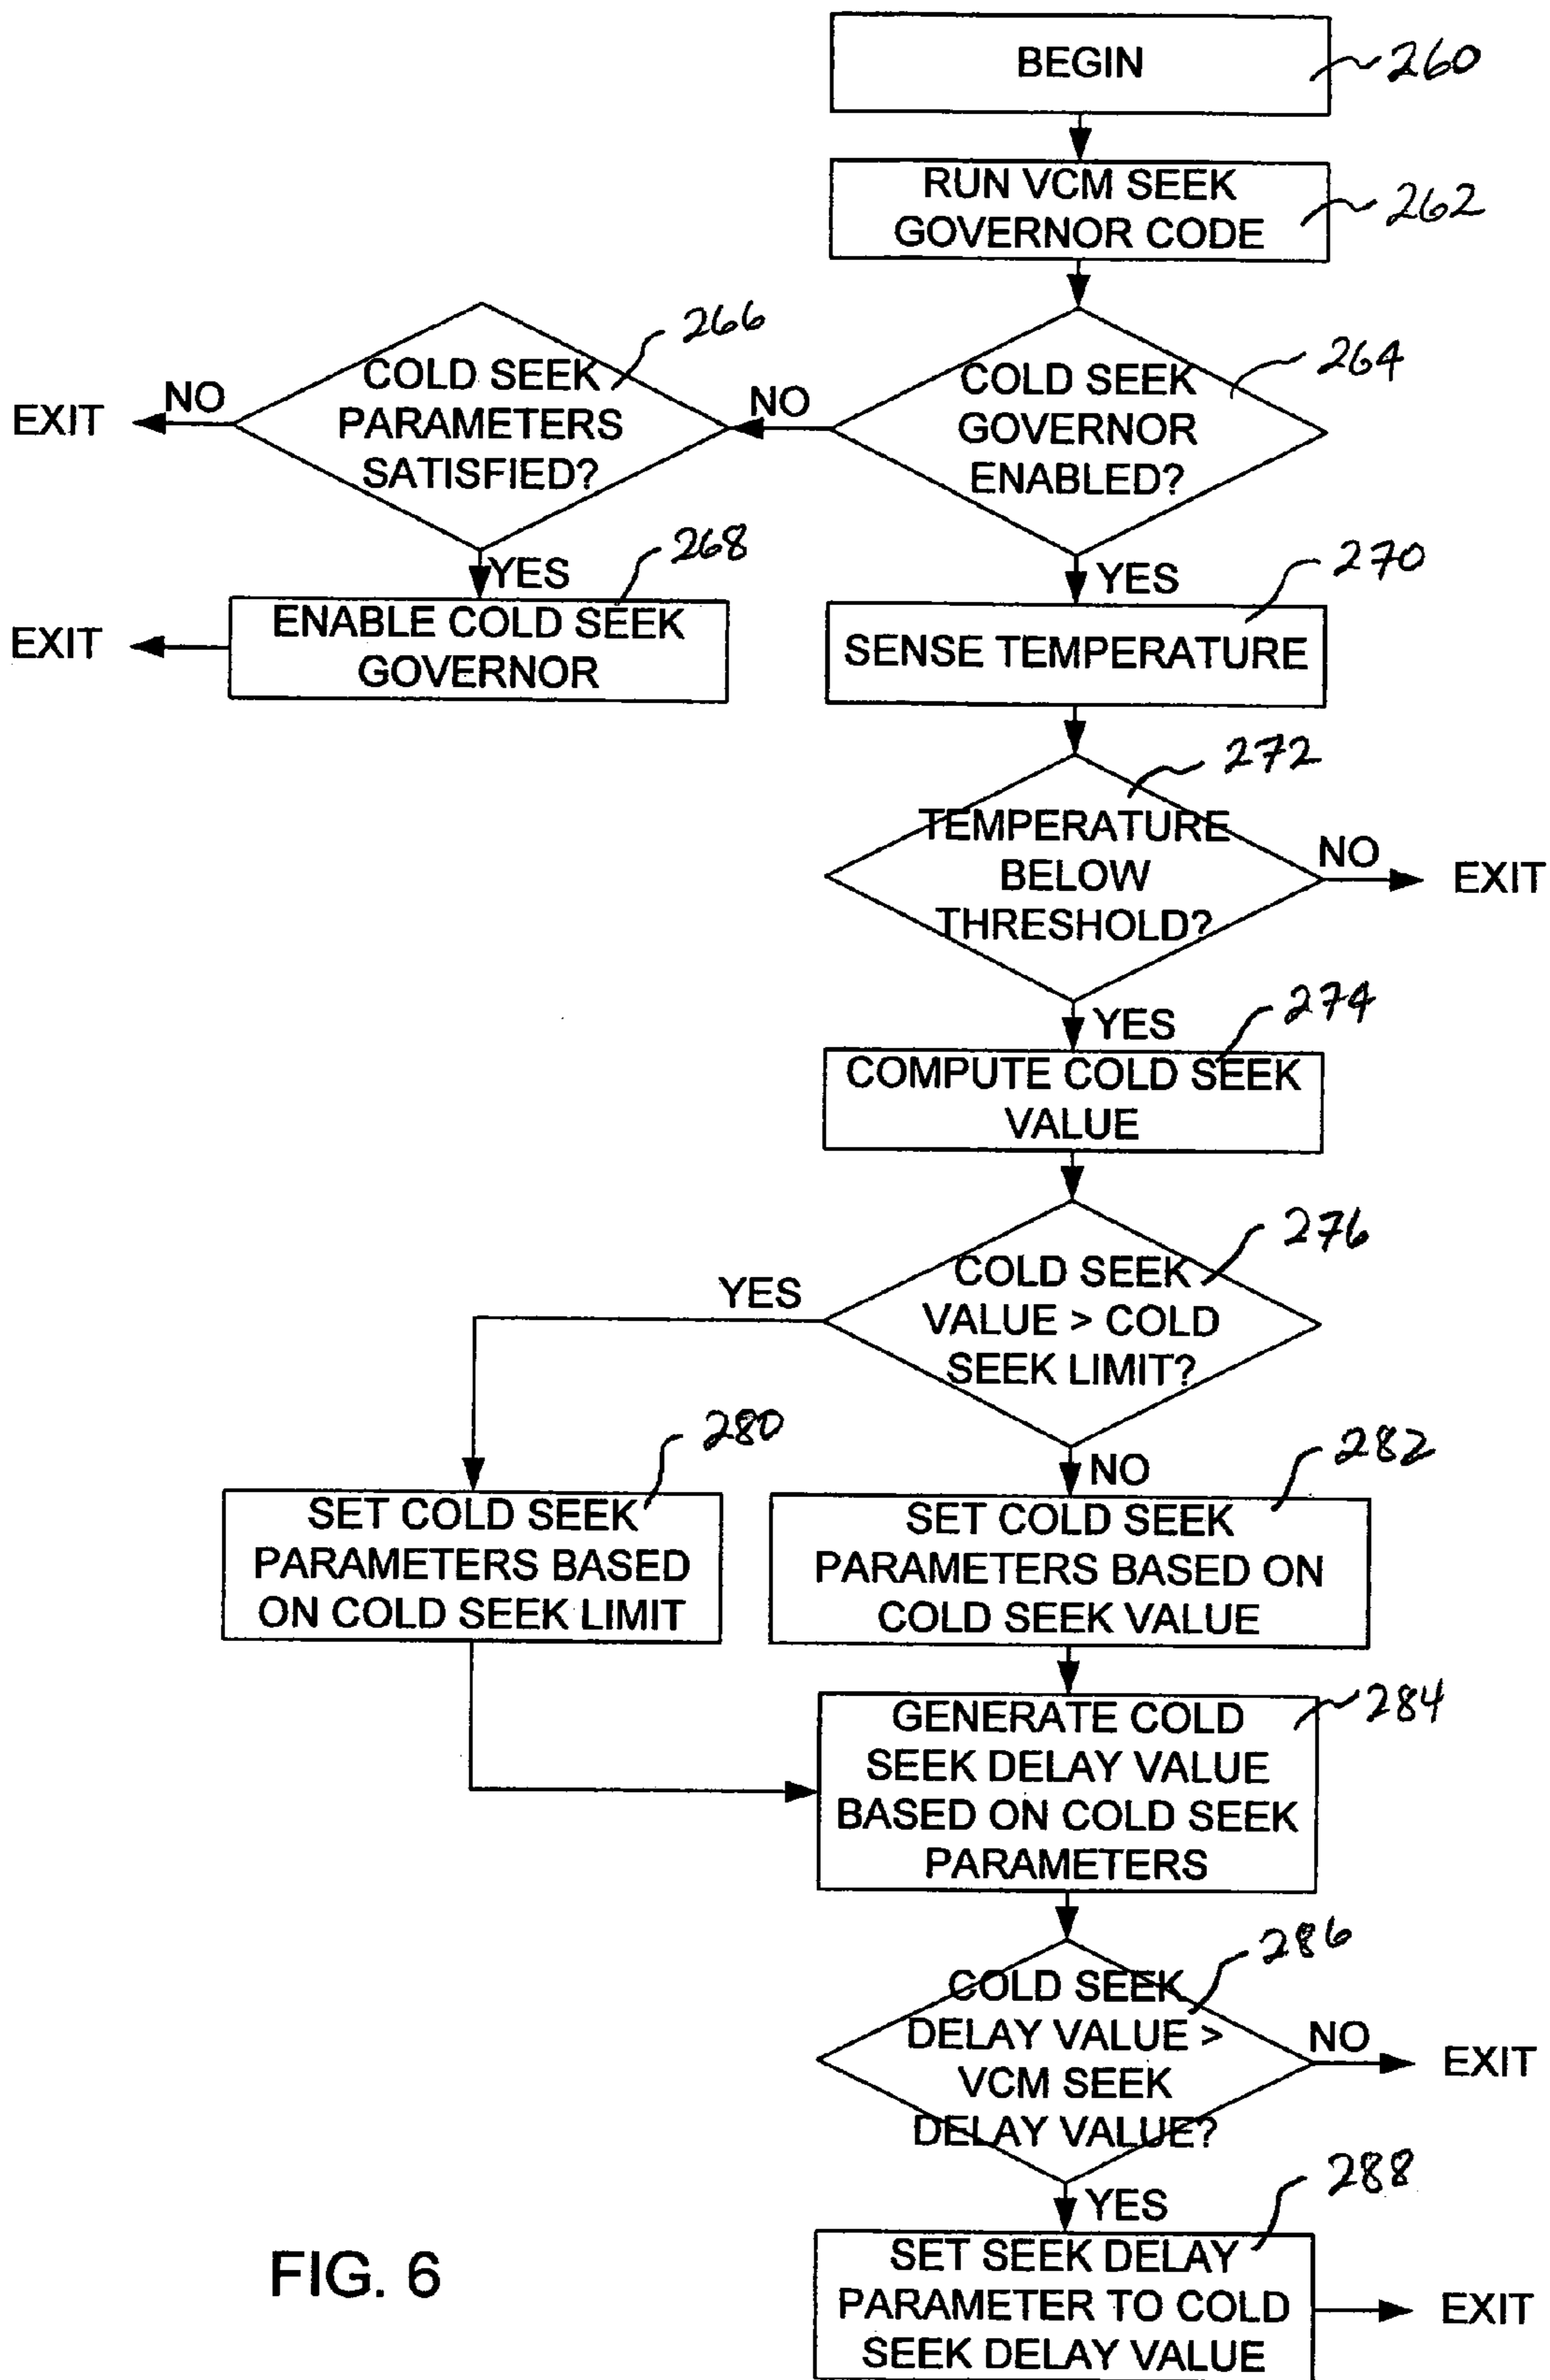 BEGIN
260
RUN VCM SEEK
GOVERNOR CODE
262
COLD SEEK
GOVERNOR
ENABLED?
264
NO
YES
COLD SEEK
PARAMETERS
SATISFIED?
266
NO
EXIT
YES
ENABLE COLD SEEK
GOVERNOR
268
EXIT
SENSE TEMPERATURE
270
TEMPERATURE
BELOW
THRESHOLD?
272
NO
EXIT
YES
COMPUTE COLD SEEK
VALUE
274
COLD SEEK
VALUE > COLD
SEEK LIMIT?
276
YES
NO
SET COLD SEEK
PARAMETERS BASED
ON COLD SEEK LIMIT
280
SET COLD SEEK
PARAMETERS BASED ON
COLD SEEK VALUE
282
GENERATE COLD
SEEK DELAY VALUE
BASED ON COLD SEEK
PARAMETERS
284
COLD SEEK
DELAY VALUE >
VCM SEEK
DELAY VALUE?
286
NO
EXIT
YES
SET SEEK DELAY
PARAMETER TO COLD
SEEK DELAY VALUE
288
EXIT
FIG. 6